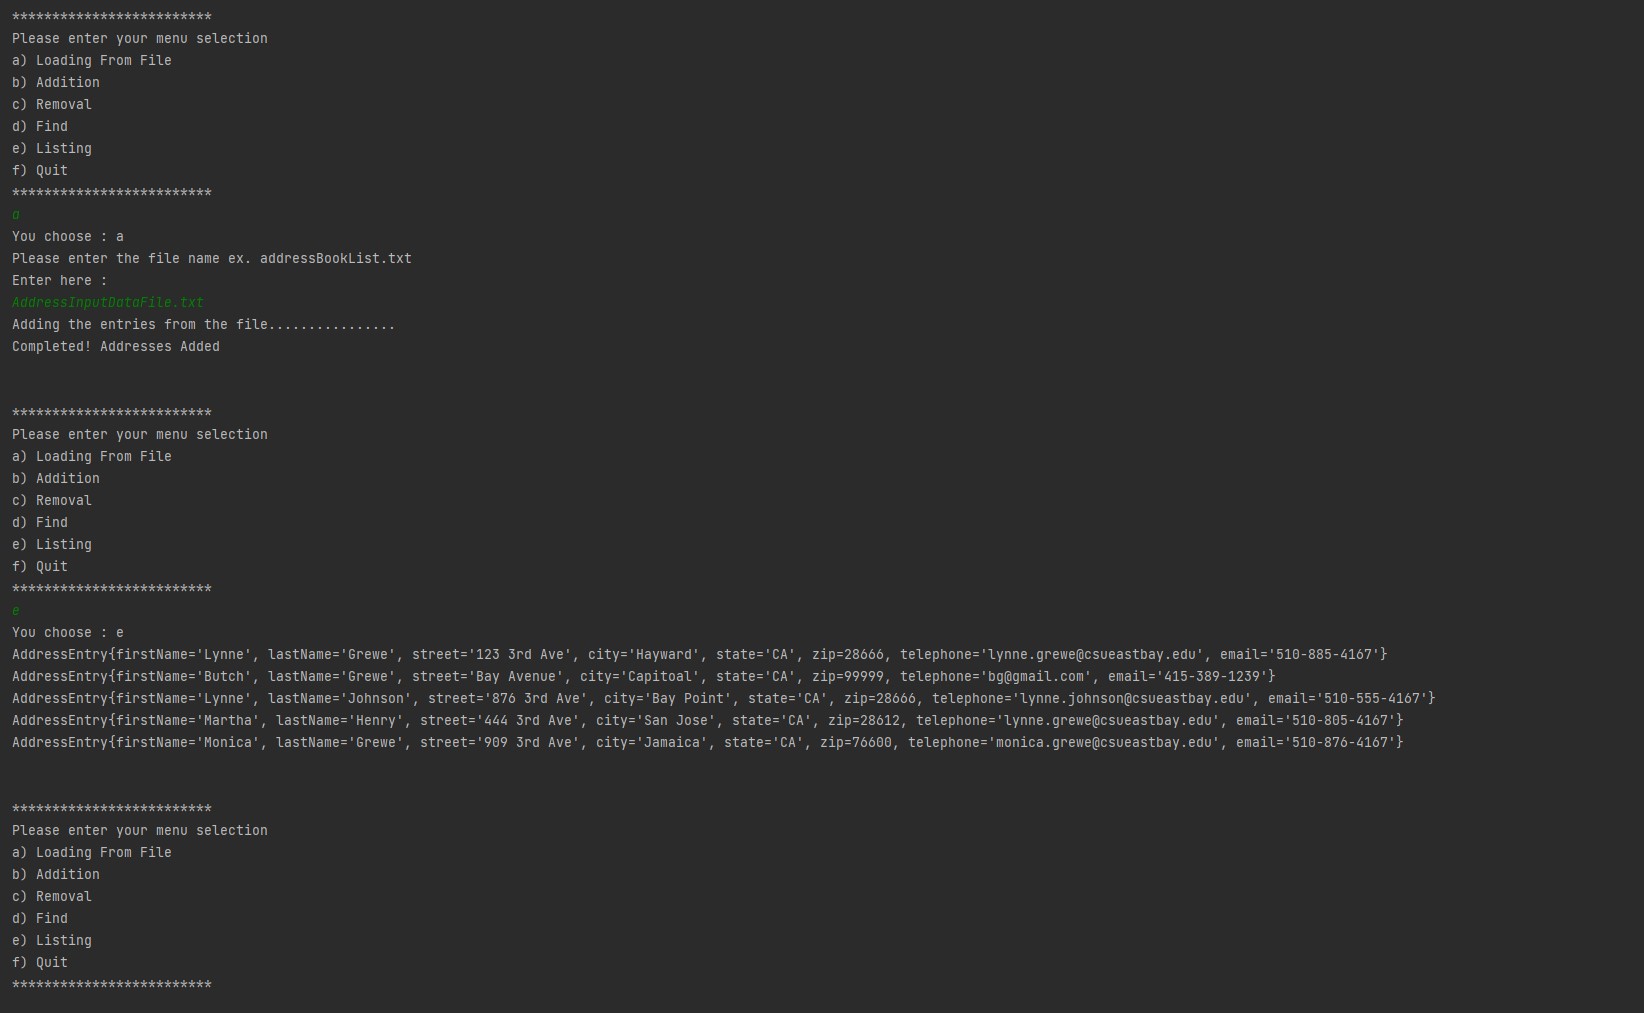 *************************
Please enter your menu selection
a) Loading From File
b) Addition
c) Removal
d) Find
e) Listing
f) Quit
*************************
a
You choose : a
Please enter the file name ex. addressBookList.txt
Enter here :
AddressInputDataFile.txt
Adding the entries from the file................
Completed! Addresses Added
*************************
Please enter your menu selection
a) Loading From File
b) Addition
c) Removal
d) Find
e) Listing
f) Quit
*************************
e
You choose : e
AddressEntry{firstName='Lynne', lastName='Grewe', street='123 3rd Ave', city='Hayward', state='CA', zip=28666, telephone='lynne.grewe@csueastbay.edu', email='510-885-4167'}
AddressEntry{firstName='Butch', lastName='Grewe', street='Bay Avenue', city='Capitoal', state='CA', zip=99999, telephone='bg@gmail.com', email='415-389-1239'}
AddressEntry{firstName='Lynne', lastName='Johnson', street='876 3rd Ave', city='Bay Point', state='CA', zip=28666, telephone='lynne.johnson@csueastbay.edu', email='510-555-4167'}
AddressEntry{firstName='Martha', lastName='Henry', street='444 3rd Ave', city='San Jose', state='CA', zip=28612, telephone='lynne.grewe@csueastbay.edu', email='510-805-4167'}
AddressEntry{firstName='Monica', lastName='Grewe', street='909 3rd Ave', city='Jamaica', state='CA', zip=76600, telephone='monica.grewe@csueastbay.edu', email='510-876-4167'}
*************************
Please enter your menu selection
a) Loading From File
b) Addition
c) Removal
d) Find
e) Listing
f) Quit
*************************